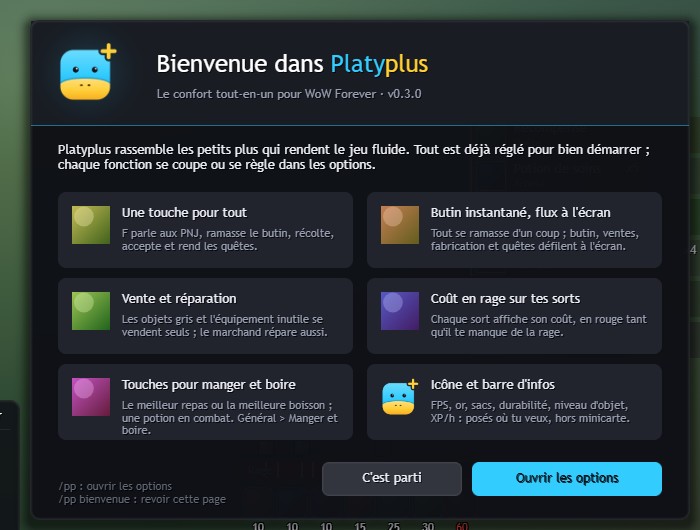 Bienvenue dans Platyplus
Le confort tout-en-un pour WoW Forever · v0.3.0
Platyplus rassemble les petits plus qui rendent le jeu fluide. Tout est déjà réglé pour bien démarrer ;
chaque fonction se coupe ou se règle dans les options.
Une touche pour tout
F parle aux PNJ, ramasse le butin, récolte,
accepte et rend les quêtes.
Butin instantané, flux à l'écran
Tout se ramasse d'un coup ; butin, ventes,
fabrication et quêtes défilent à l'écran.
Vente et réparation
Les objets gris et l'équipement inutile se
vendent seuls ; le marchand répare aussi.
Coût en rage sur tes sorts
Chaque sort affiche son coût, en rouge tant
qu'il te manque de la rage.
Touches pour manger et boire
Le meilleur repas ou la meilleure boisson ;
une potion en combat. Général > Manger et
boire.
Icône et barre d'infos
FPS, or, sacs, durabilité, niveau d'objet,
XP/h : posés où tu veux, hors minicarte.
/pp : ouvrir les options
/pp bienvenue : revoir cette page
C'est parti
Ouvrir les options
4
10 10 10 15 25 30 60